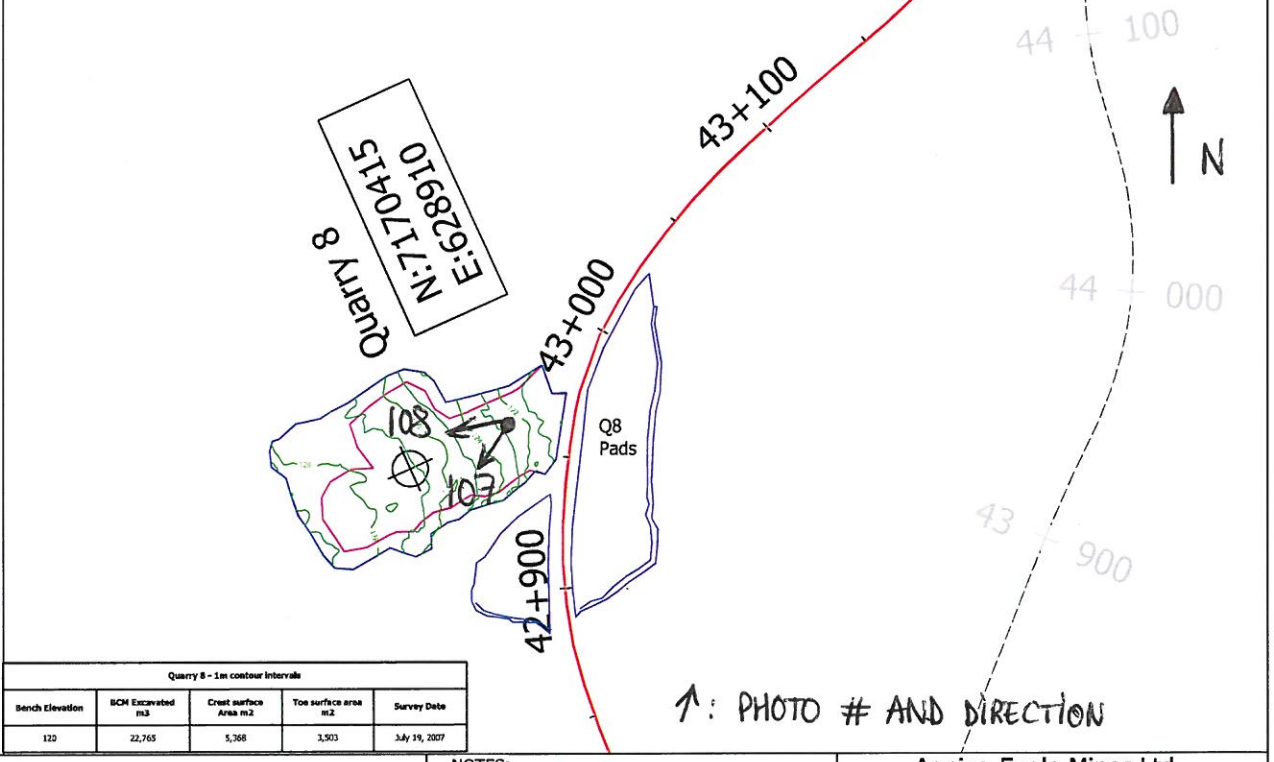 44 100
43+100
N
N:7170415
E:628910
Quarry 8
43+000
44 000
108
107
Q8
Pads
43 900
42+900
Quarry 8 - 1m contour intervals
Bench Elevation
BCM Excavated
m3
Crest surface
Area m2
Toe surface area
m2
Survey Date
120
22,765
5,368
3,503
July 19, 2007
↑: PHOTO # AND DIRECTION